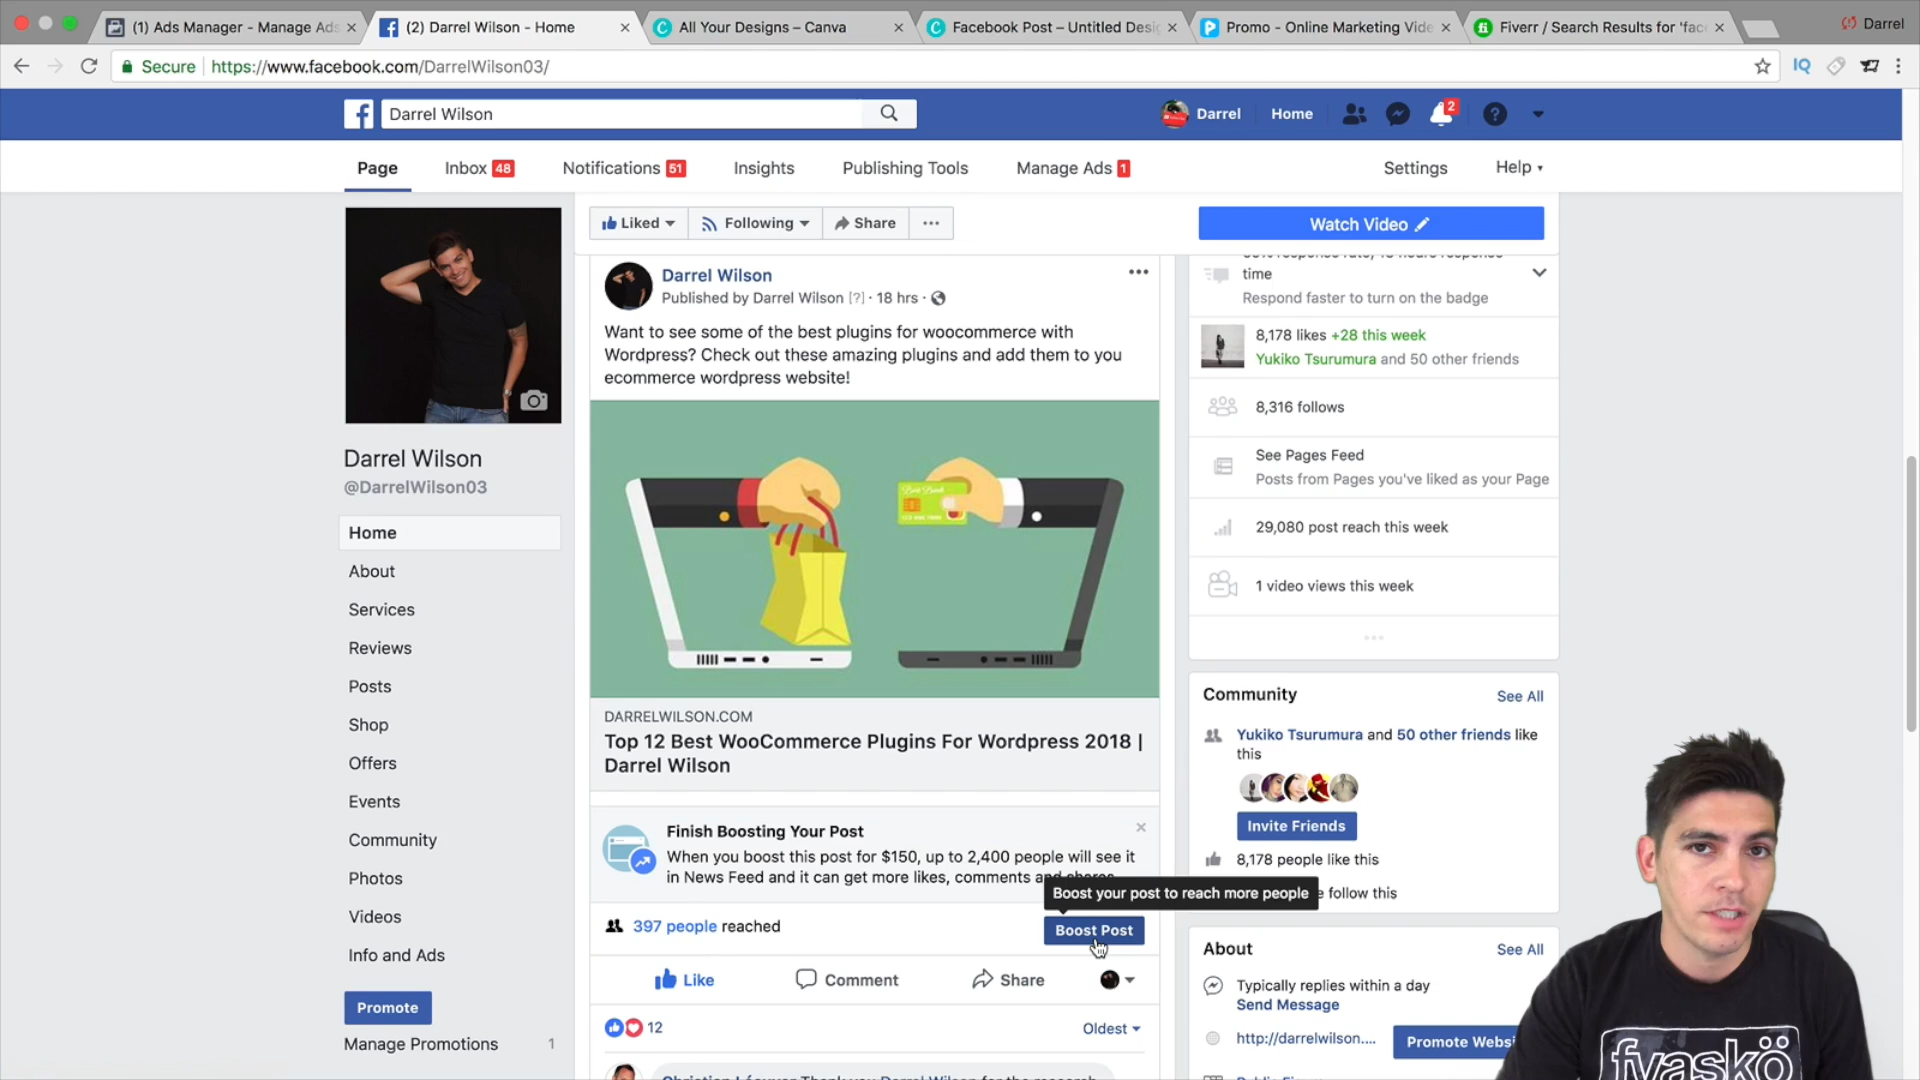 (1) Ads Manager - Manage Ads
(2) Darrel Wilson - Home
All Your Designs – Canva
Facebook Post – Untitled Desig
Promo - Online Marketing Vide
Fiverr / Search Results for 'fac
Darrel
Secure
https://www.facebook.com/DarrelWilson03/
IQ
Darrel Wilson
Darrel
Home
2
Page
Inbox 48
Notifications 51
Insights
Publishing Tools
Manage Ads 1
Settings
Help
Liked
Following
Share
Watch Video
Darrel Wilson
@DarrelWilson03
Home
About
Services
Reviews
Posts
Shop
Offers
Events
Community
Photos
Videos
Info and Ads
Promote
Manage Promotions 1
Darrel Wilson
Published by Darrel Wilson [?] · 18 hrs ·
Want to see some of the best plugins for woocommerce with
Wordpress? Check out these amazing plugins and add them to you
ecommerce wordpress website!
DARRELWILSON.COM
Top 12 Best WooCommerce Plugins For Wordpress 2018 |
Darrel Wilson
Finish Boosting Your Post
When you boost this post for $150, up to 2,400 people will see it
in News Feed and it can get more likes, comments and shares.
Boost your post to reach more people
397 people reached
Boost Post
Like
Comment
Share
12
Oldest
Thank you Darrel Wilson for the research
time
Respond faster to turn on the badge
8,178 likes +28 this week
Yukiko Tsurumura and 50 other friends
8,316 follows
See Pages Feed
Posts from Pages you've liked as your Page
29,080 post reach this week
1 video views this week
Community
See All
Yukiko Tsurumura and 50 other friends like
this
Invite Friends
8,178 people like this
follow this
About
See All
Typically replies within a day
Send Message
http://darrelwilson....
Promote Websi
fvaskö